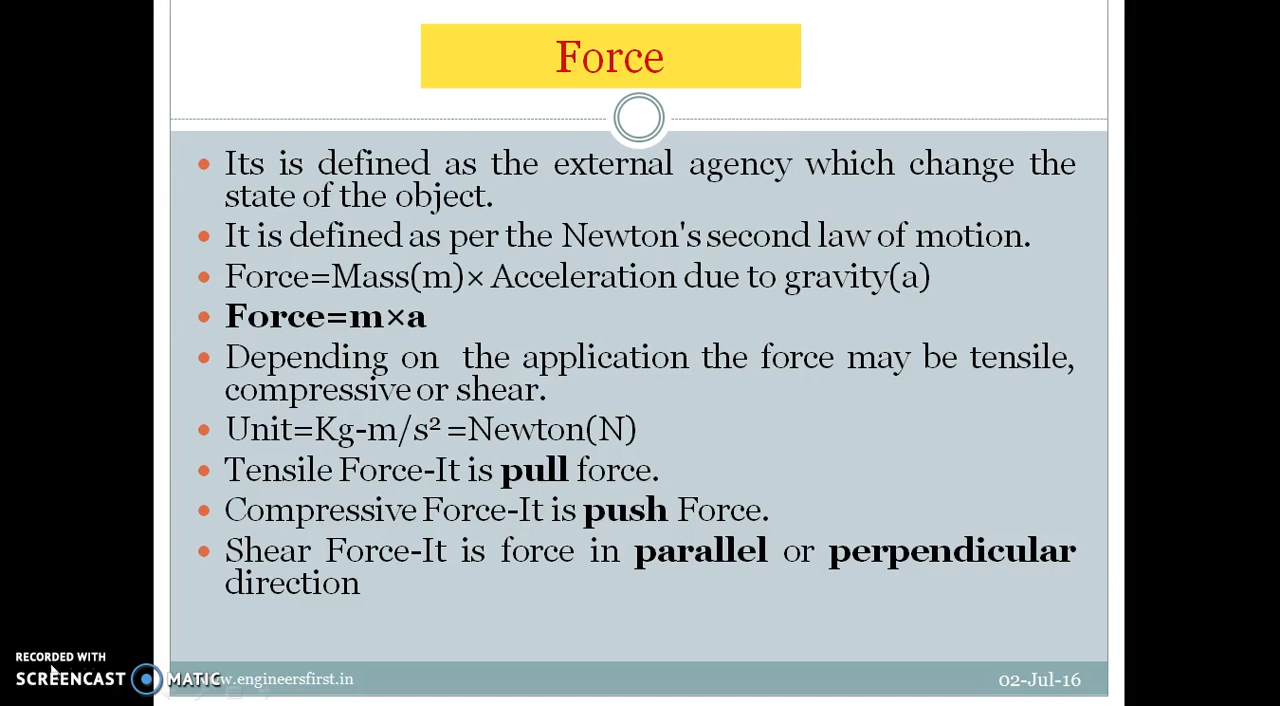 Force
• Its is defined as the external agency which change the
state of the object.
• It is defined as per the Newton's second law of motion.
• Force=Mass(m)× Acceleration due to gravity(a)
• Force=m×a
• Depending on the application the force may be tensile,
compressive or shear.
• Unit=Kg-m/s² =Newton(N)
• Tensile Force-It is pull force.
• Compressive Force-It is push Force.
• Shear Force-It is force in parallel or perpendicular
direction
RECORDED WITH
SCREENCAST MATIC
.engineersfirst.in
02-Jul-16